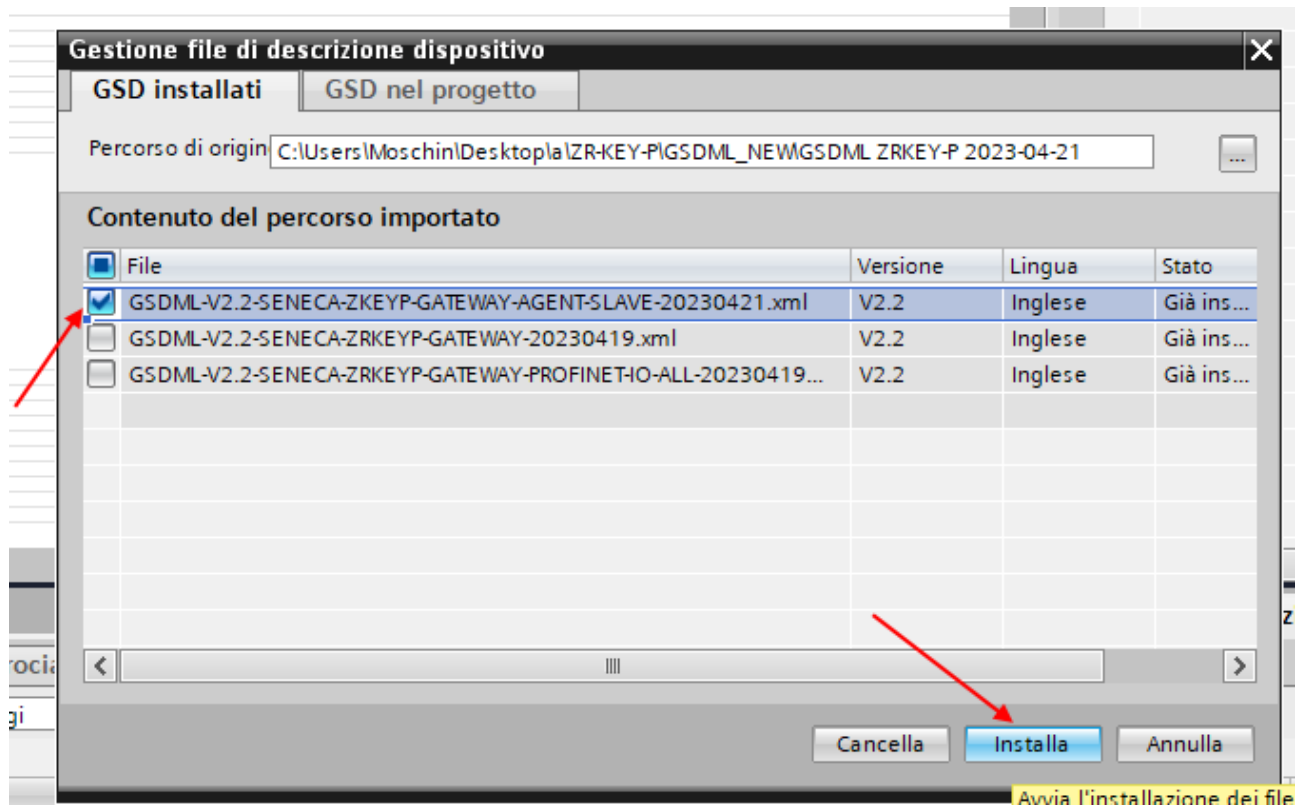 Gestione file di descrizione dispositivo
GSD installati GSD nel progetto
Percorso di origin C:\Users\Moschin\Desktop\a\ZR-KEY-P\GSDML_NEW\GSDML ZRKEY-P 2023-04-21 ...
Contenuto del percorso importato
File Versione Lingua Stato
GSDML-V2.2-SENECA-ZKEYP-GATEWAY-AGENT-SLAVE-20230421.xml V2.2 Inglese Già ins...
GSDML-V2.2-SENECA-ZRKEYP-GATEWAY-20230419.xml V2.2 Inglese Già ins...
GSDML-V2.2-SENECA-ZRKEYP-GATEWAY-PROFINET-IO-ALL-20230419... V2.2 Inglese Già ins...
Cancella Installa Annulla
Avvia l'installazione dei file